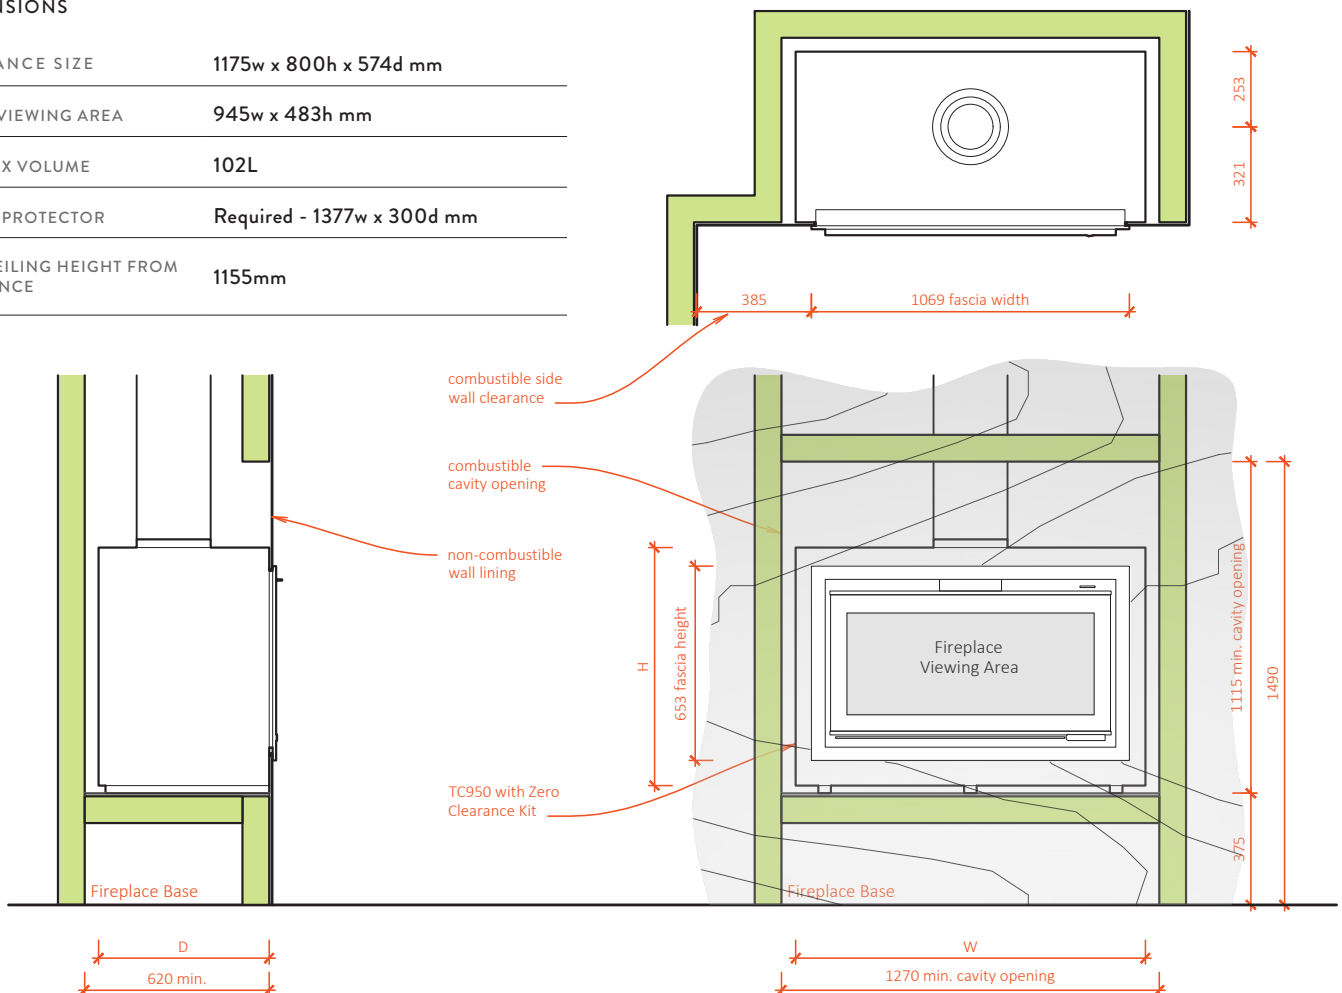 NSIONS
ANCE SIZE 1175w x 800h x 574d mm
VIEWING AREA 945w x 483h mm
X VOLUME 102L
PROTECTOR Required - 1377w x 300d mm
EILING HEIGHT FROM
NCE 1155mm
253
321
385
1069 fascia width
combustible side
wall clearance
combustible
cavity opening
non-combustible
wall lining
TC950 with Zero
Clearance Kit
H
653 fascia height
Fireplace
Viewing Area
1115 min. cavity opening
1490
375
Fireplace Base
Fireplace Base
D
620 min.
W
1270 min. cavity opening